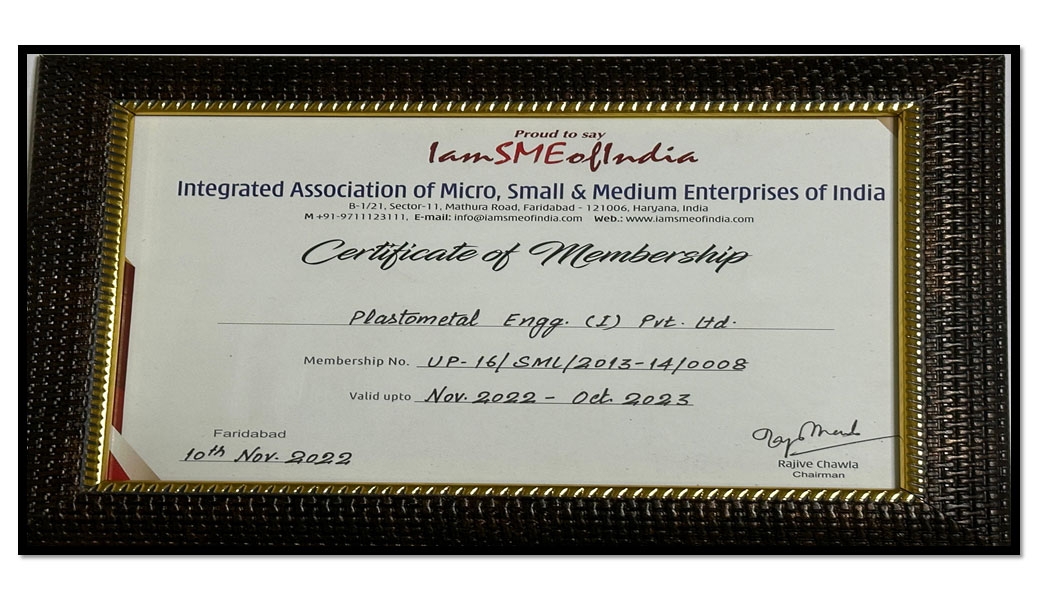 Proud to say
IamSMEofIndia
Integrated Association of Micro, Small & Medium Enterprises of India
B-1/21, Sector-11, Mathura Road, Faridabad - 121006, Haryana, India
M +91-9711123111, E-mail: info@iamsmeofindia.com Web.: www.iamsmeofindia.com
Certificate of Membership
Plastometal Engg. (I) Pvt. Ltd.
Membership No. UP-16/SML/2013-14/0008
Valid upto Nov. 2022 - Oct. 2023
Faridabad
10th Nov. 2022
Rajive Chawla
Chairman